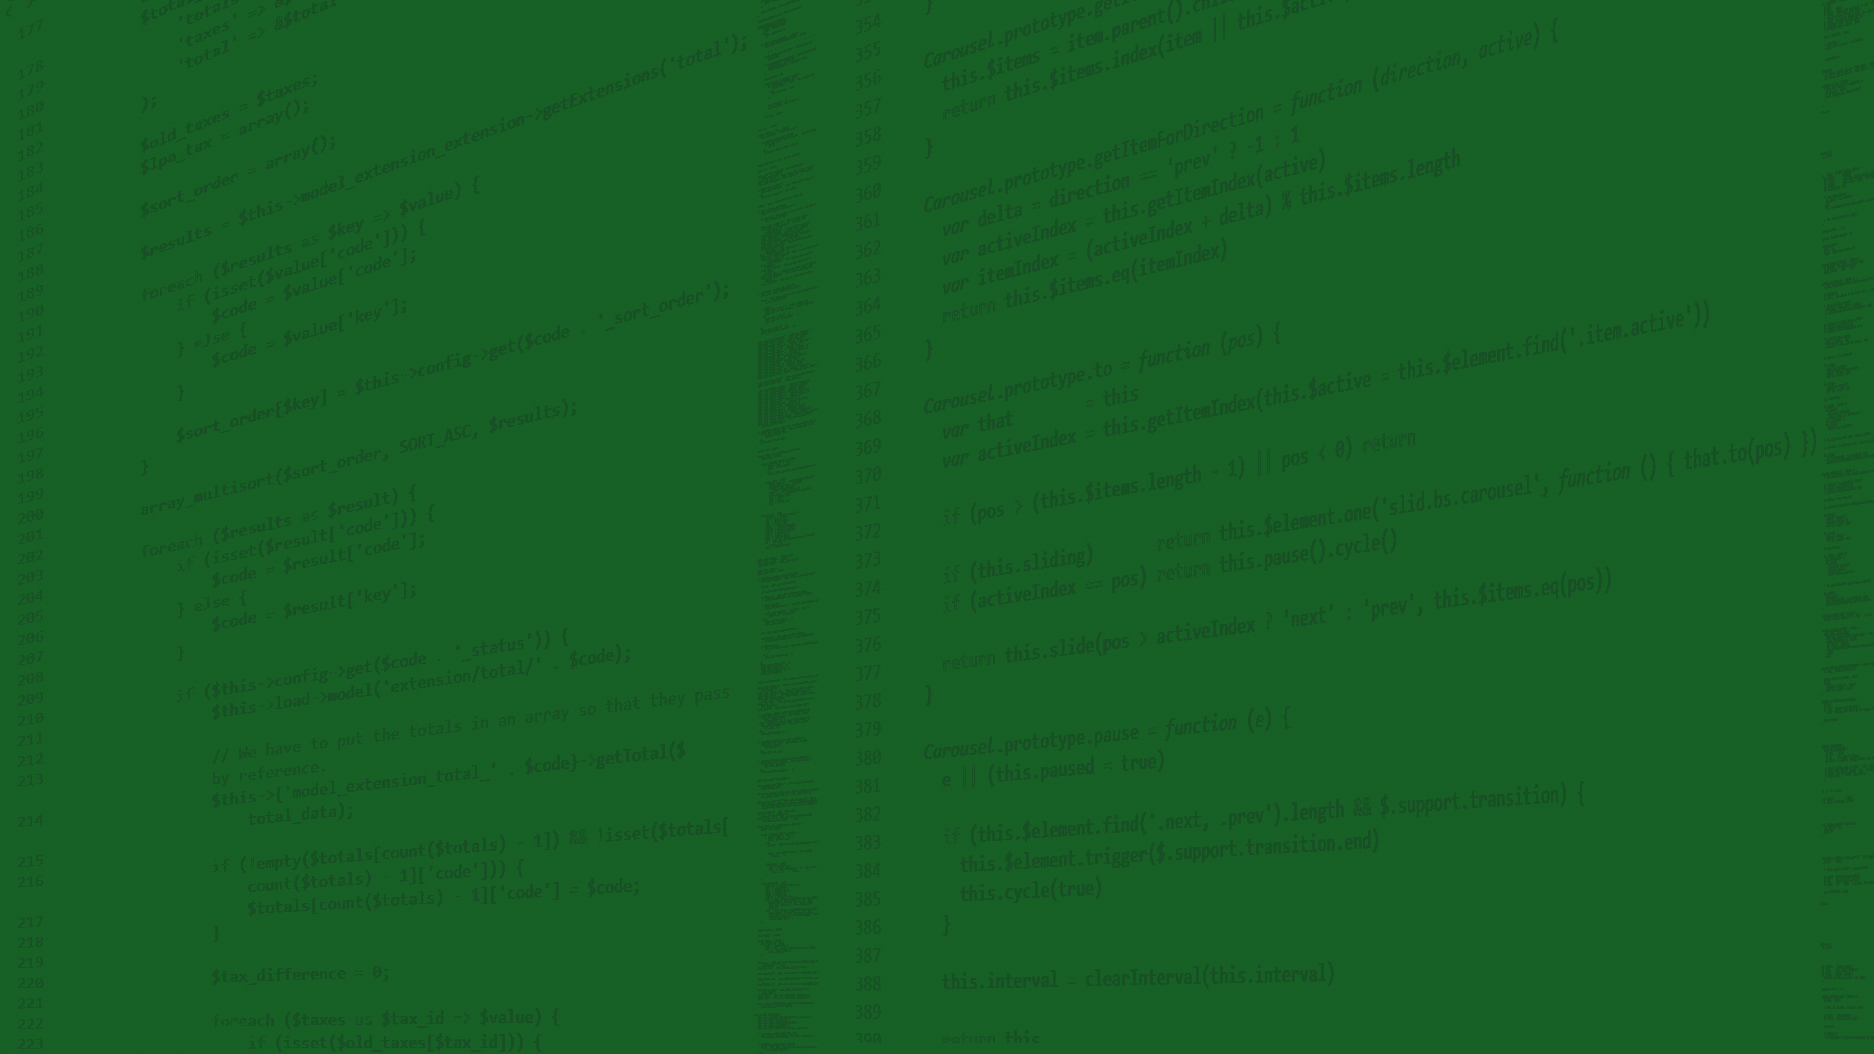 177
$total
'totals
'taxes' => &
'total' => &$total
178
179
180 );
181
182 $old_taxes = $taxes;
183 $lpa_tax = array();
184
185 $sort_order = array();
186
187 $results = $this->model_extension_extension->getExtensions('total');
188
189 foreach ($results as $key => $value) {
190 if (isset($value['code'])) {
191 $code = $value['code'];
192 } else {
193 $code = $value['key'];
194 }
195
196 $sort_order[$key] = $this->config->get($code . '_sort_order');
197
198 }
199
200 array_multisort($sort_order, SORT_ASC, $results);
201
202 foreach ($results as $result) {
203 if (isset($result['code'])) {
204 $code = $result['code'];
205 } else {
206 $code = $result['key'];
207 }
208
209 if ($this->config->get($code . '_status')) {
210 $this->load->model('extension/total/' . $code);
211
212 // We have to put the totals in an array so that they pass
by reference.
213 $this->['model_extension_total_' . $code}->getTotal($
total_data);
214
215 if (!empty($totals[count($totals) - 1]) && !isset($totals[
count($totals) - 1]['code'])) {
216 $totals[count($totals) - 1]['code'] = $code;
217 }
218
219 $tax_difference = 0;
220
221
222 foreach ($taxes as $tax_id => $value) {
223 if (isset($old_taxes[$tax_id])) {
354 }
355 Carousel.prototype.get
356 this.$items = item.parent().chil
357 return this.$items.index(item || this.$active
358 }
359
360 Carousel.prototype.getItemForDirection = function (direction, active) {
361 var delta = direction == 'prev' ? -1 : 1
362 var activeIndex = this.getItemIndex(active)
363 var itemIndex = (activeIndex + delta) % this.$items.length
364 return this.$items.eq(itemIndex)
365 }
366
367 Carousel.prototype.to = function (pos) {
368 var that = this
369 var activeIndex = this.getItemIndex(this.$active = this.$element.find('.item.active'))
370
371 if (pos > (this.$items.length - 1) || pos < 0) return
372
373 if (this.sliding) return this.$element.one('slid.bs.carousel', function () { that.to(pos) })
374 if (activeIndex == pos) return this.pause().cycle()
375
376 return this.slide(pos > activeIndex ? 'next' : 'prev', this.$items.eq(pos))
377 }
378
379 Carousel.prototype.pause = function (e) {
380 e || (this.paused = true)
381
382 if (this.$element.find('.next, .prev').length && $.support.transition) {
383 this.$element.trigger($.support.transition.end)
384 this.cycle(true)
385 }
386
387 this.interval = clearInterval(this.interval)
388
389 return this
390